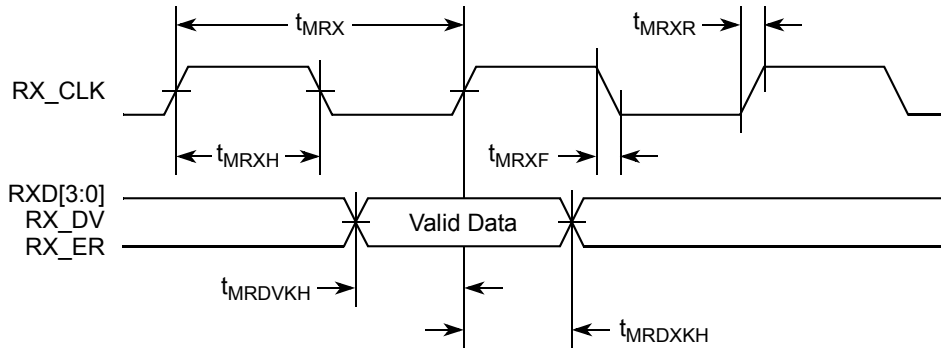 tMRX
tMRXR
RX_CLK
tMRXH
tMRXF
RXD[3:0]
RX_DV
Valid Data
RX_ER
tMRDVKH
tMRDXKH